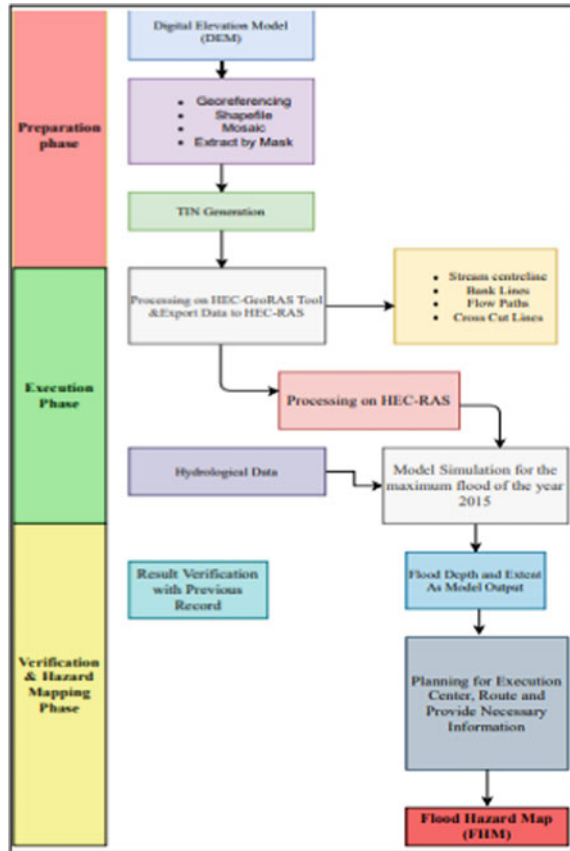 Digital Elevation Model
(DEM)
Preparation
phase
Georeferencing
Shapefile
Mosaic
Extract by Mask
TIN Generation
Execution
Phase
Processing on HEC-GeoRAS Tool
&Export Data to HEC-RAS
Stream centreline
Bank Lines
Flow Paths
Cross Cut Lines
Processing on HEC-RAS
Hydrological Data
Model Simulation for the
maximum flood of the year
2015
Verification
& Hazard
Mapping
Phase
Result Verification
with Previous
Record
Flood Depth and Extent
As Model Output
Planning for Execution
Center, Route and
Provide Necessary
Information
Flood Hazard Map
(FHM)